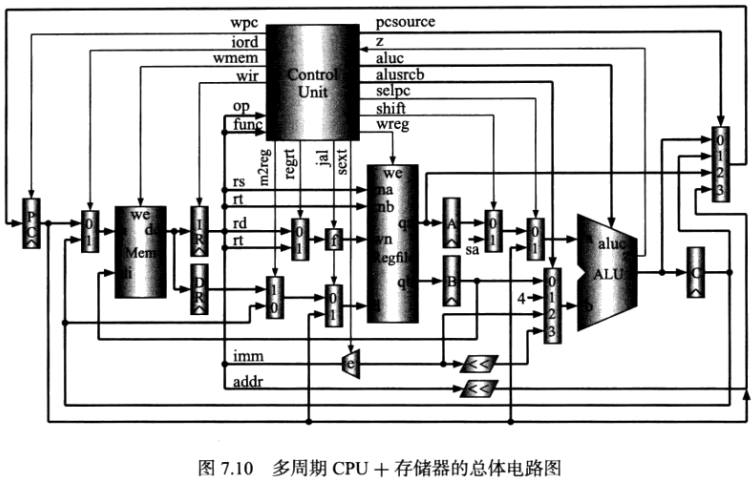 wpc
iord
wmem
wir
op
func
Control
Unit
pcsource
z
aluc
alusrcb
selpc
shift
wreg
m2reg
regrt
jal
sext
rs
rt
rd
rt
imm
addr
PC
0
1
we
a
do
Mem
di
IR
DR
0
1
1
0
f
0
1
e
we
na
nb
wn
Regfile
qa
qb
d
A
B
sa
0
1
0
1
4
0
1
2
3
<<
<<
a
b
aluc
z
ALU
C
0
1
2
3
图 7.10 多周期 CPU + 存储器的总体电路图